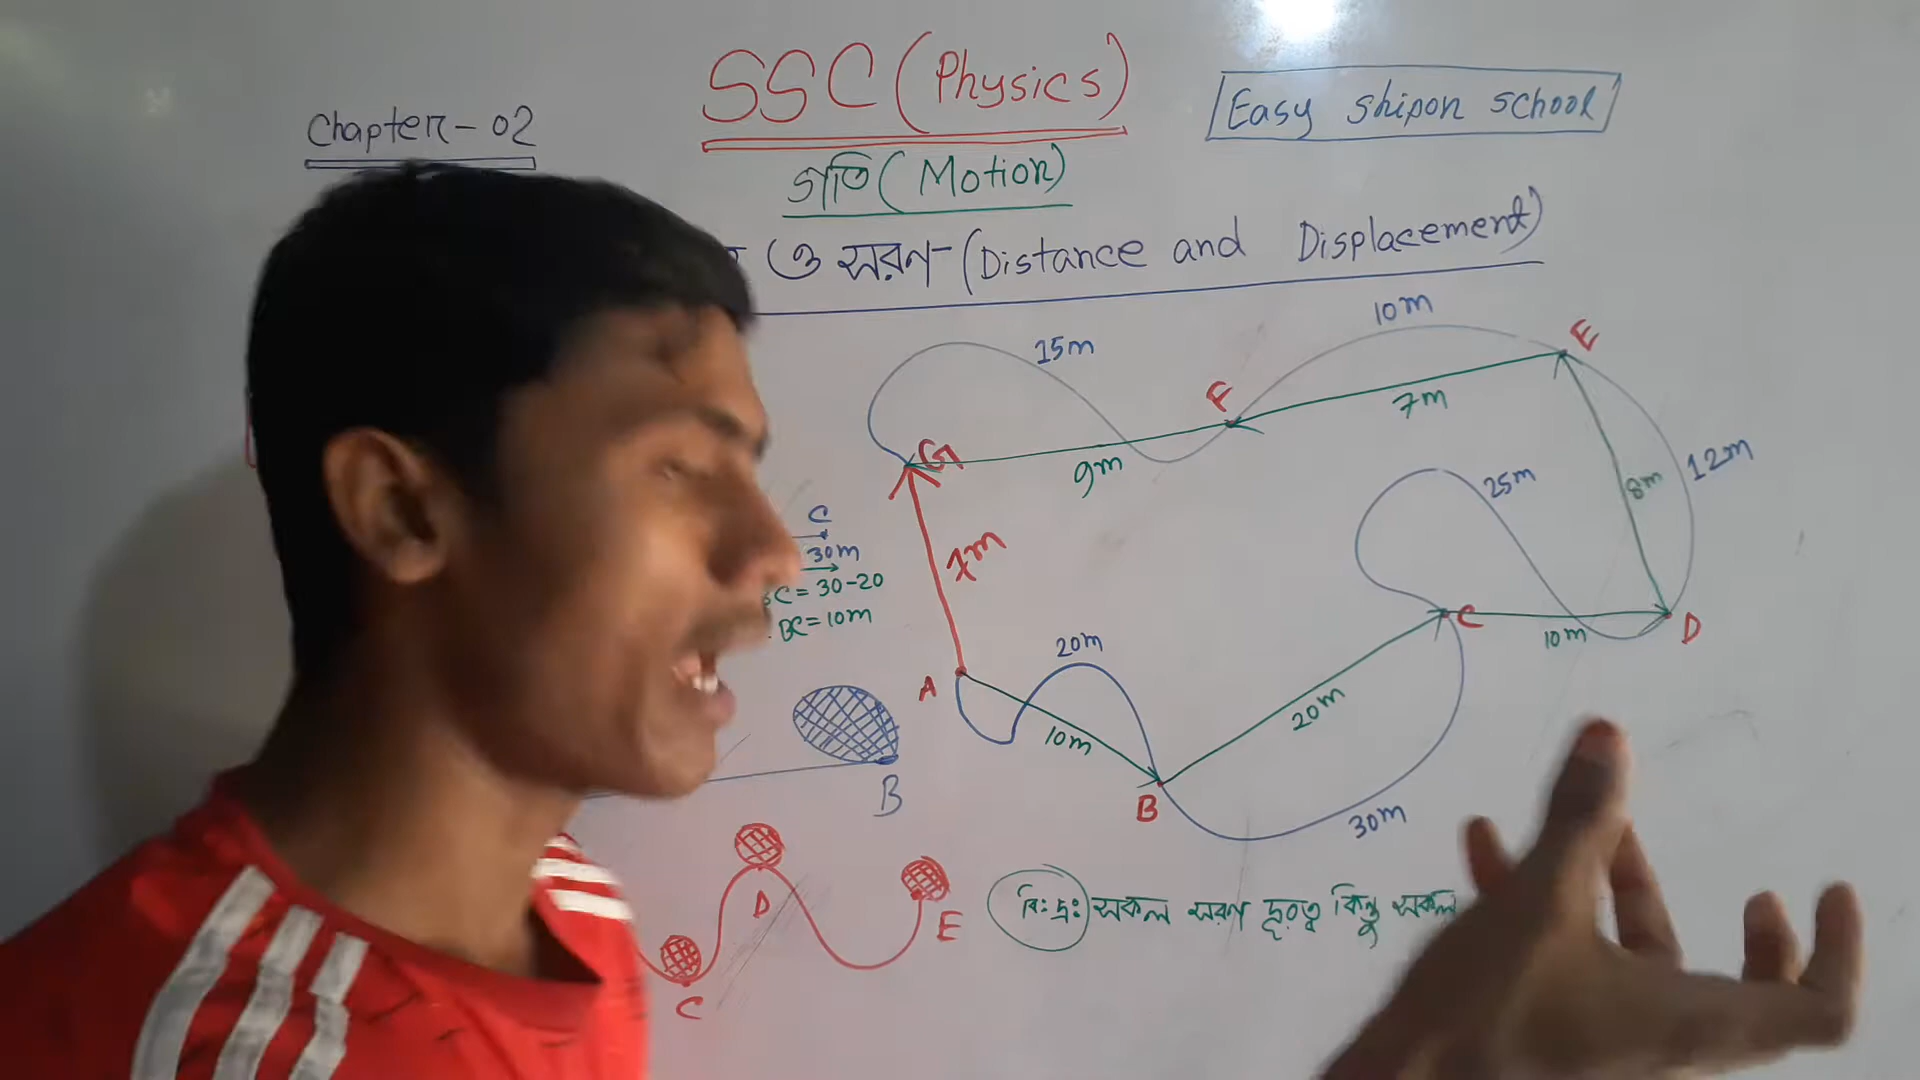 Chapter-02
SSC (Physics)
Easy Shipon School
গতি (Motion)
ও সরণ-(Distance and Displacement)
10m
E
15m
F
7m
G
9m
12m
25m
8m
C
30m
BC = 30-20
BC = 10m
7m
C
10m
D
A
20m
10m
20m
B
30m
B
D
E
C
বি:দ্র: সকল সরণ দূরত্ব কিন্তু সকল